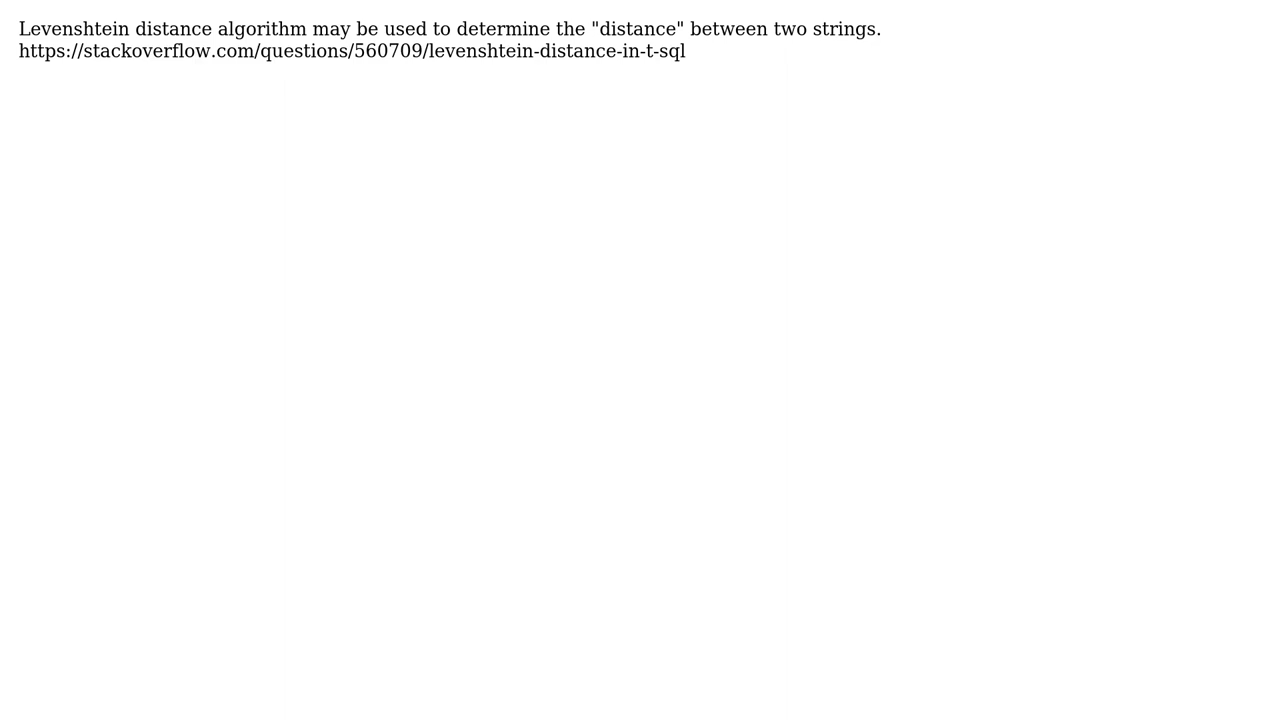 Levenshtein distance algorithm may be used to determine the "distance" between two strings.
https://stackoverflow.com/questions/560709/levenshtein-distance-in-t-sql